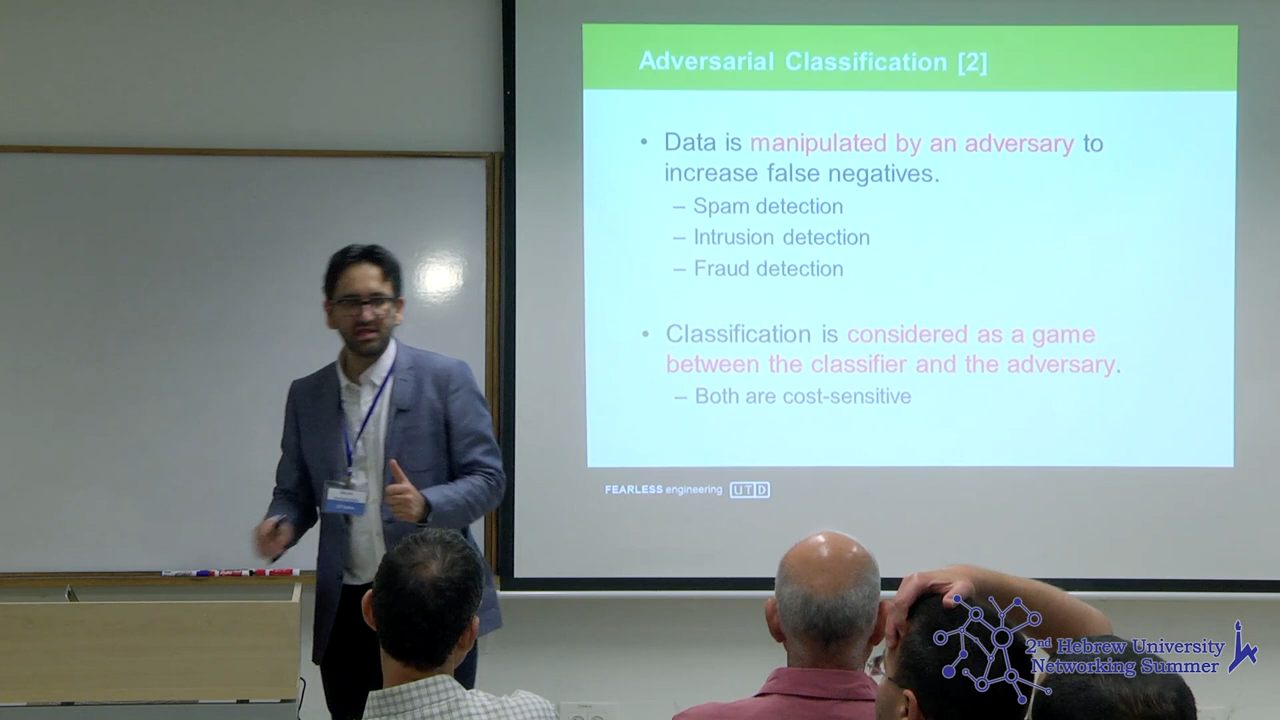 Adversarial Classification [2]
• Data is manipulated by an adversary to
increase false negatives.
– Spam detection
– Intrusion detection
– Fraud detection
• Classification is considered as a game
between the classifier and the adversary.
– Both are cost-sensitive
FEARLESS engineering UTD
2nd Hebrew University
Networking Summer